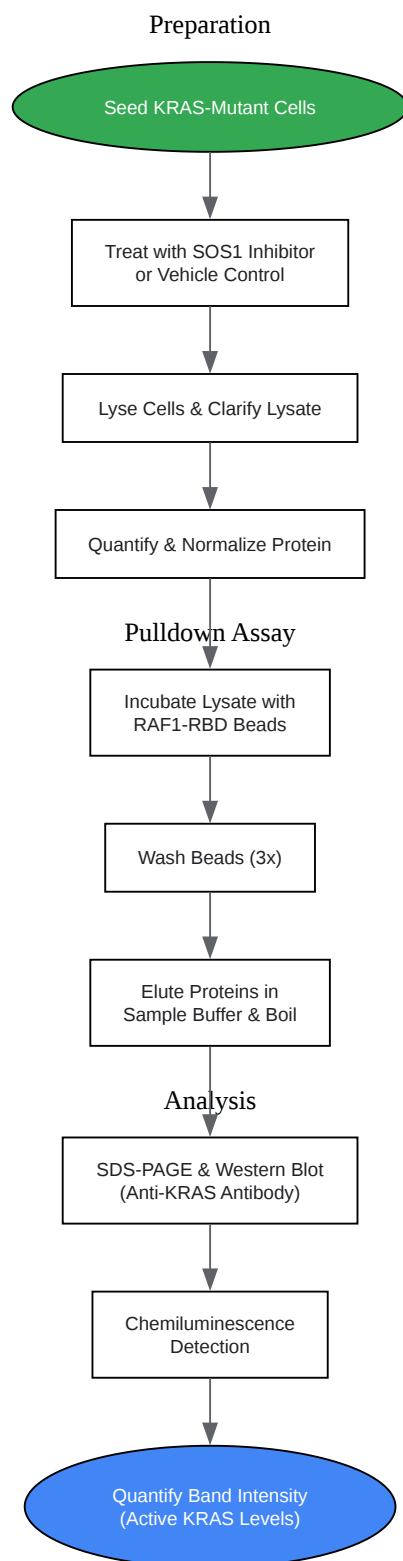 Preparation
Seed KRAS-Mutant Cells
Treat with SOS1 Inhibitor
or Vehicle Control
Lyse Cells & Clarify Lysate
Quantify & Normalize Protein
Pulldown Assay
Incubate Lysate with
RAF1-RBD Beads
Wash Beads (3x)
Elute Proteins in
Sample Buffer & Boil
Analysis
SDS-PAGE & Western Blot
(Anti-KRAS Antibody)
Chemiluminescence
Detection
Quantify Band Intensity
(Active KRAS Levels)